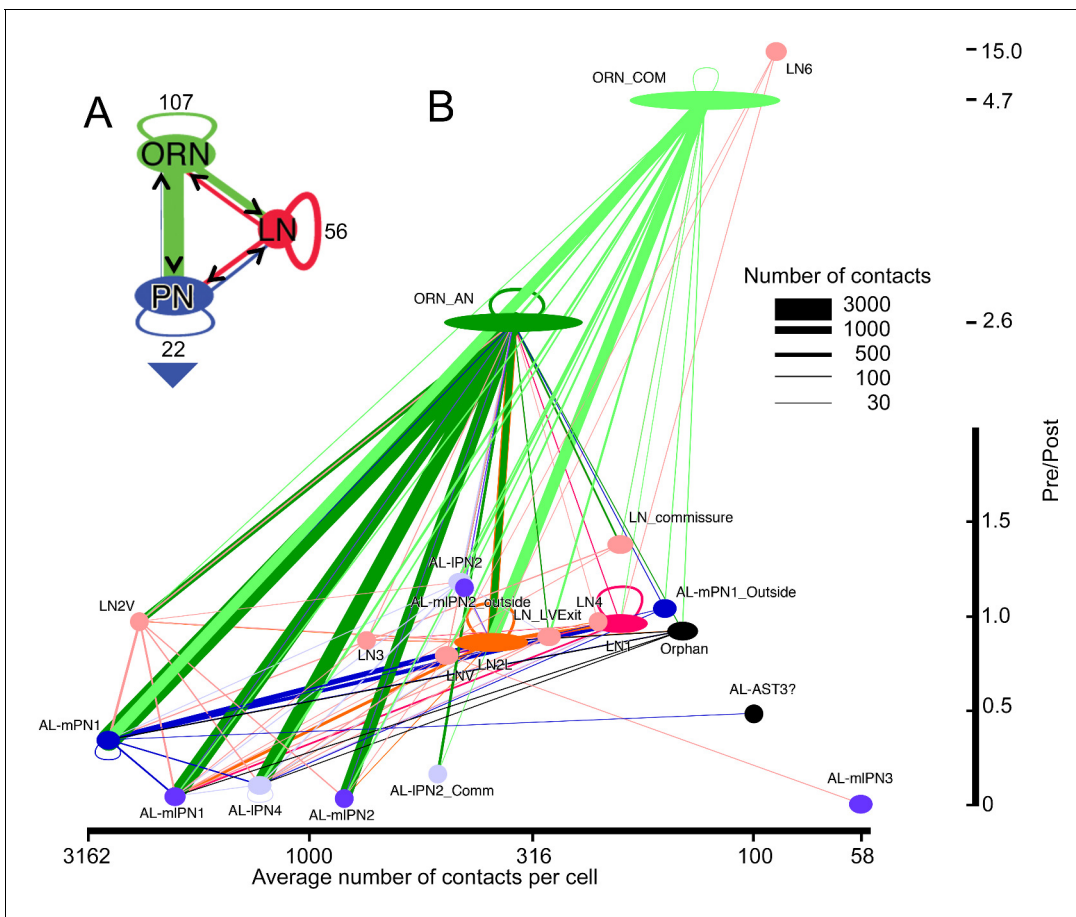 A
107
ORN
LN
56
PN
22
B
15.0
LN6
ORN_COM
4.7
Number of contacts
3000
1000
500
100
30
ORN_AN
2.6
Pre/Post
1.5
1.0
0.5
0
LN_commissure
AL-lPN2
AL-mlPN2_outside
AL-mPN1_Outside
LN2V
LN_LVExit
LN4
LN3
LNV
LN2L
LN1
Orphan
AL-AST3?
AL-mPN1
AL-mlPN3
AL-lPN2_Comm
AL-mlPN1
AL-lPN4
AL-mlPN2
3162
1000
316
100
58
Average number of contacts per cell